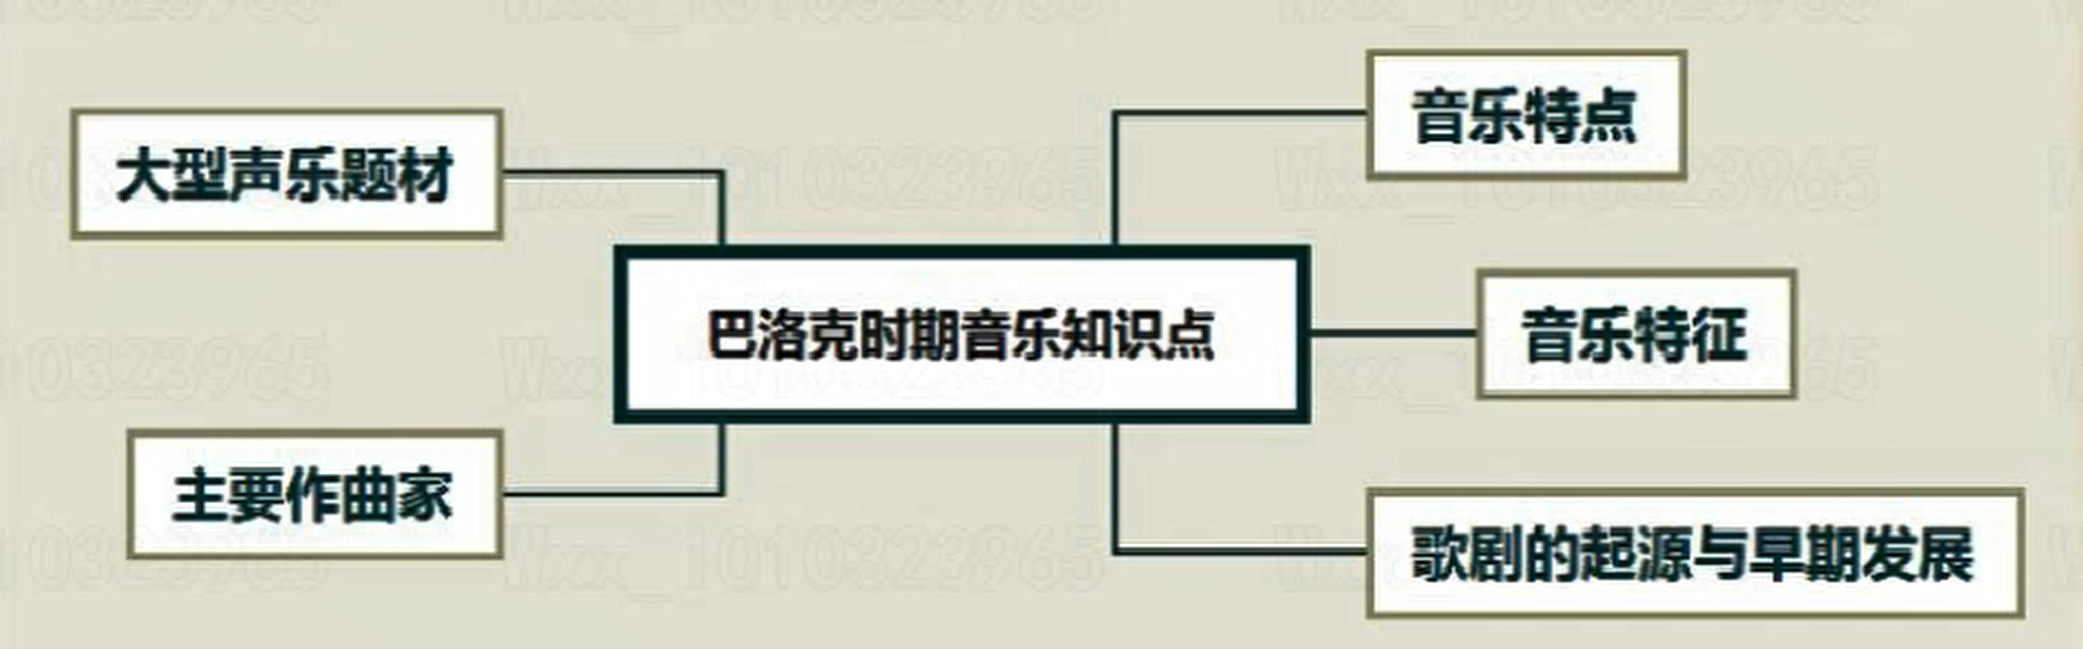 音乐特点
大型声乐题材
巴洛克时期音乐知识点
音乐特征
主要作曲家
歌剧的起源与早期发展
Wxx_1010323965